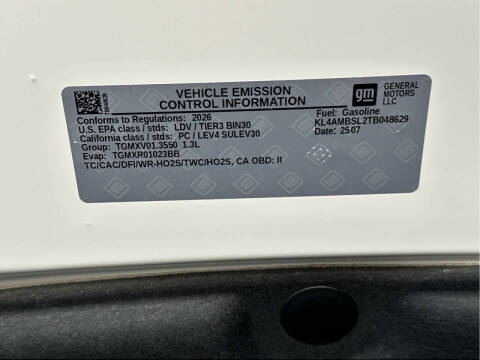 VEHICLE EMISSION
CONTROL INFORMATION
gm
GENERAL
MOTORS
LLC
Conforms to Regulations: 2026
U.S. EPA class / stds: LDV / TIER3 BIN30
California class / stds: PC / LEV4 SULEV30
Group: TGMXV01.3550 1.3L
Evap: TGMXR01023BB
TC/CAC/DFI/WR-HO2S/TWC/HO2S, CA OBD: II
Fuel: Gasoline
KL4AMBSL2TB048629
Date: 2507